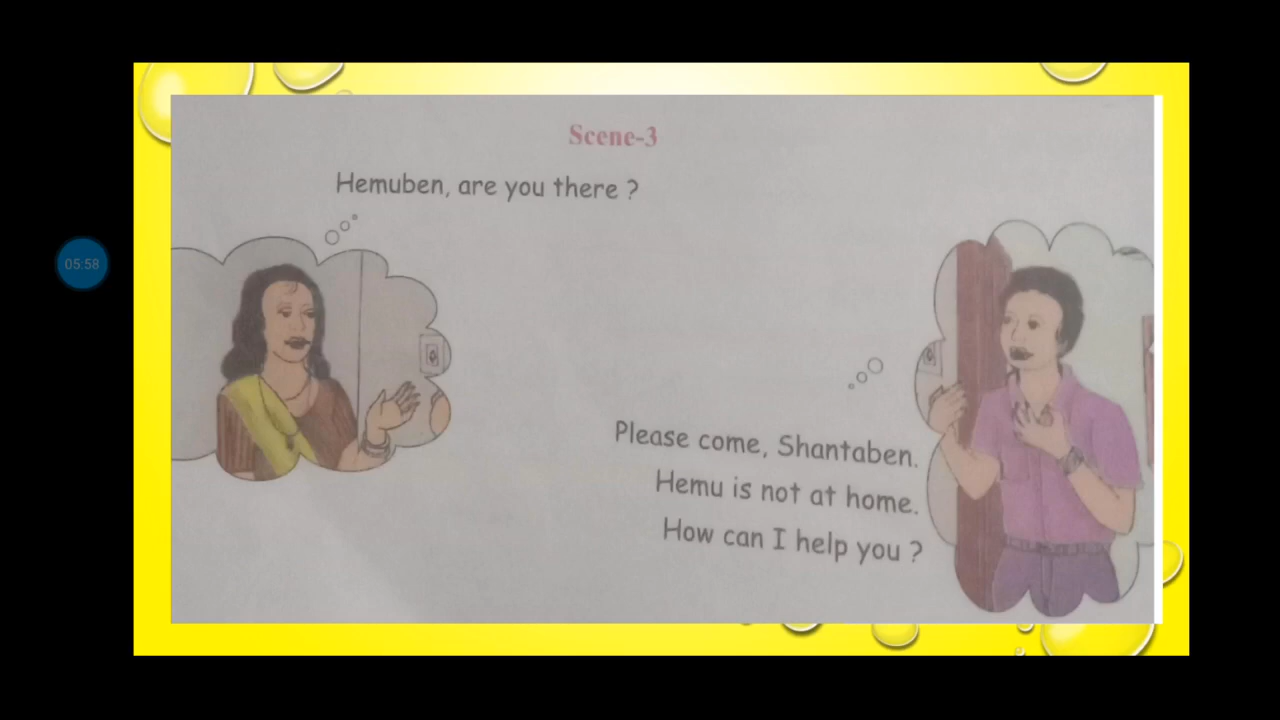 Scene-3
Hemuben, are you there ?
05:58
Please come, Shantaben.
Hemu is not at home.
How can I help you ?